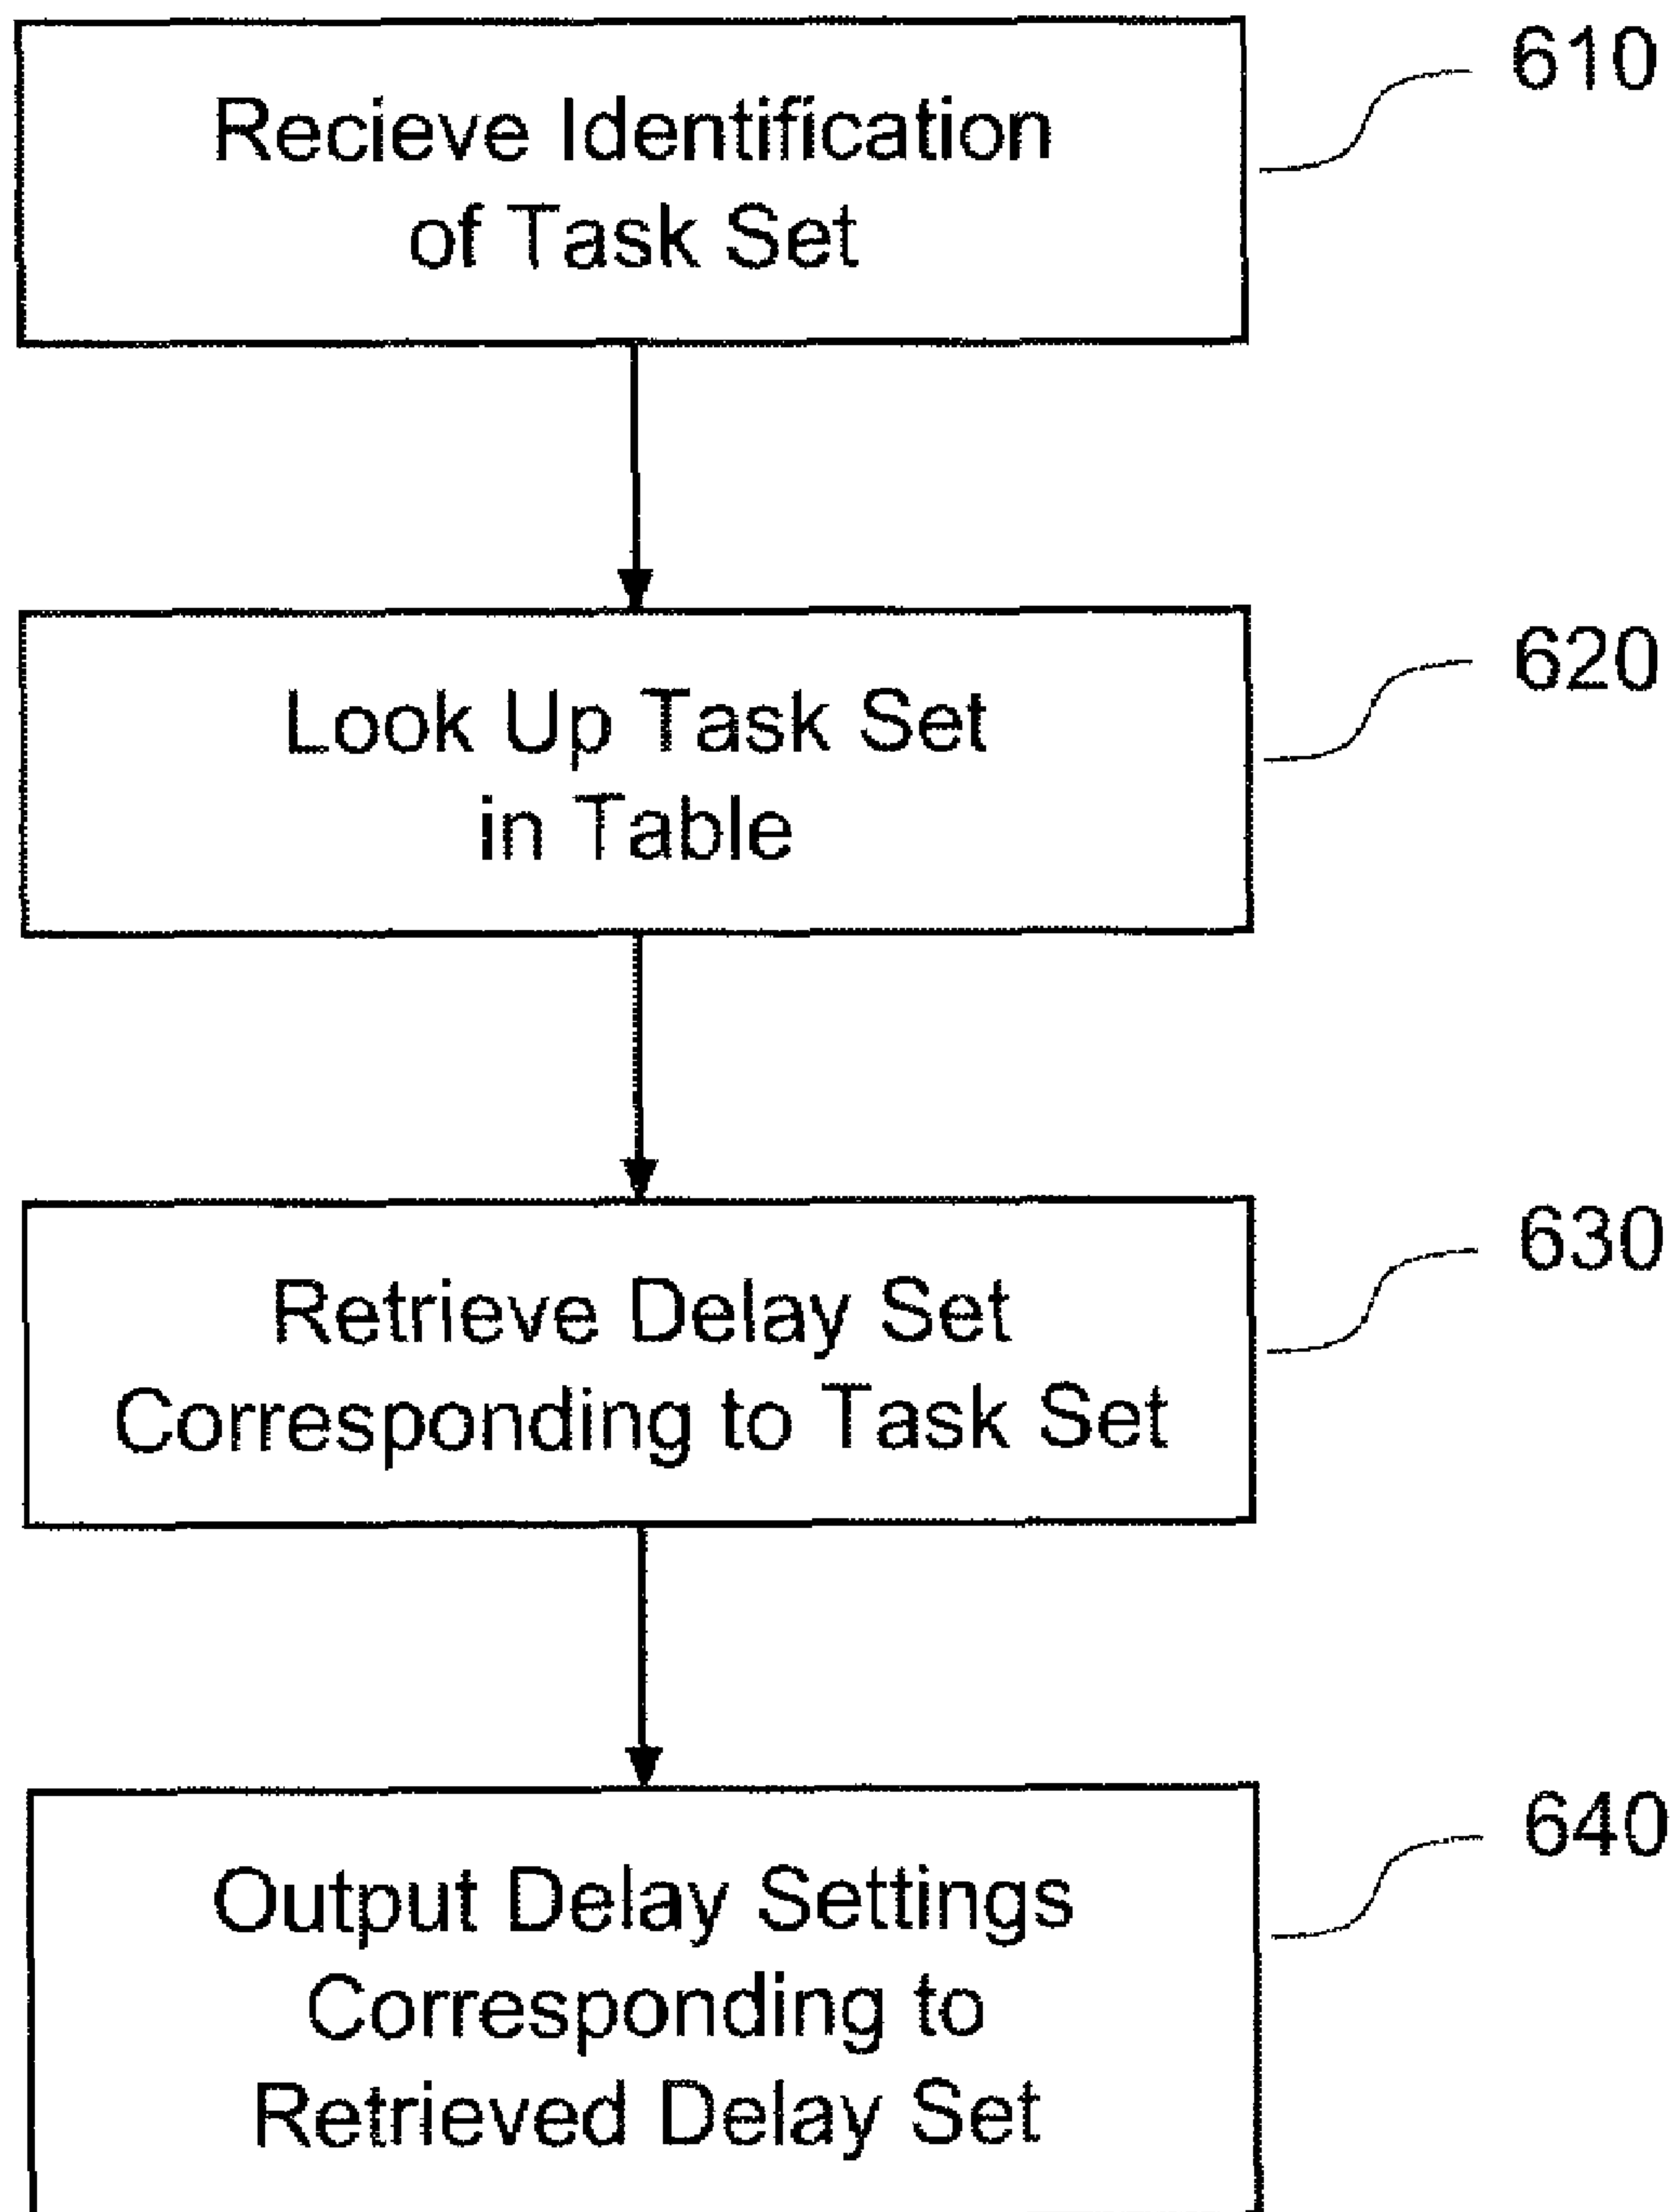 610
Recieve Identification
of Task Set
620
Look Up Task Set
in Table
630
Retrieve Delay Set
Corresponding to Task Set
640
Output Delay Settings
Corresponding to
Retrieved Delay Set